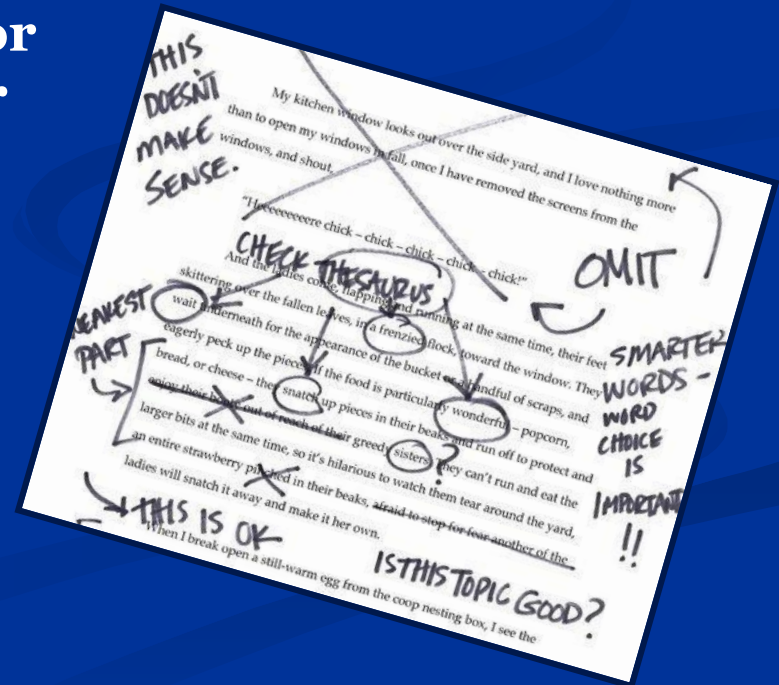 or
.
THIS
DOESN'T
MAKE
SENSE.
My kitchen window looks out over the side yard, and I love nothing more
than to open my windows in fall, once I have removed the screens from the
windows, and shout,
"Heeeeeeeeere chick – chick – chick – chick – chick!"
OMIT
CHECK THESAURUS
And the ladies come, flapping and running at the same time, their feet
skittering over the fallen leaves, in a frenzied flock, toward the window. They
wait underneath for the appearance of the bucket or a handful of scraps, and
eagerly peck up the pieces. If the food is particularly wonderful – popcorn,
bread, or cheese – they snatch up pieces in their beaks and run off to protect and
enjoy their book out of reach of their greedy sisters. They can't run and eat the
larger bits at the same time, so it's hilarious to watch them tear around the yard,
an entire strawberry pinched in their beaks, afraid to stop for fear another of the
ladies will snatch it away and make it her own.
When I break open a still-warm egg from the coop nesting box, I see the
WEAKEST
PART
?
SMARTER
WORDS –
WORD
CHOICE
IS
IMPORTANT
!!
THIS IS OK
IS THIS TOPIC GOOD?